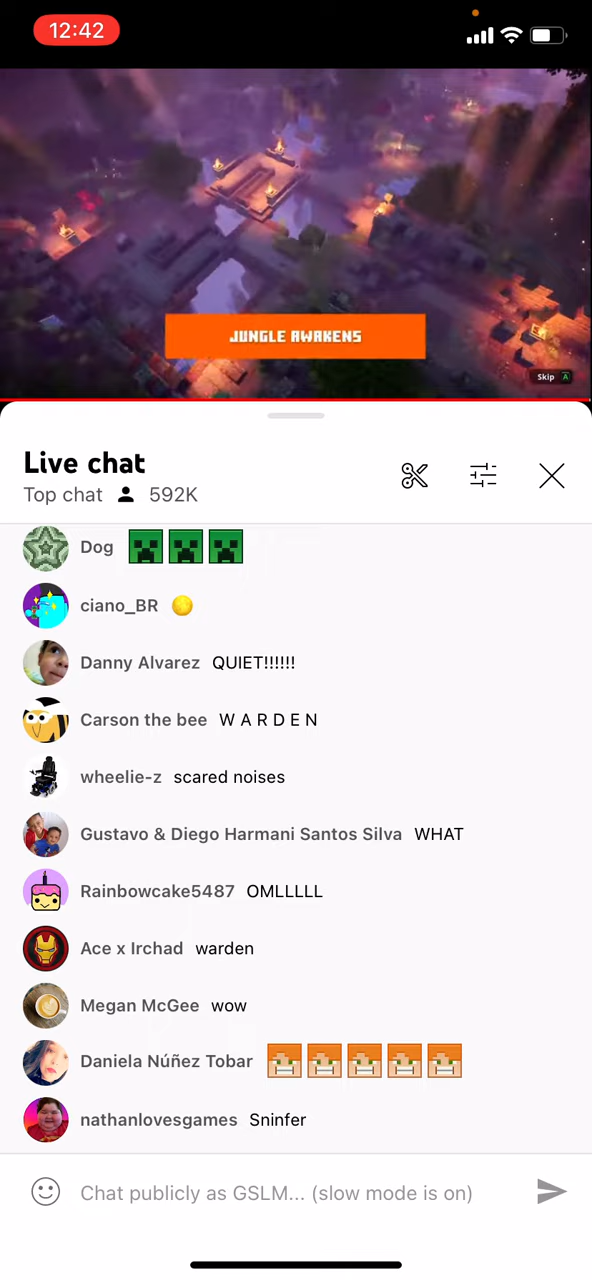 12:42
JUNGLE AWAKENS
Skip A
Live chat
Top chat 592K
Dog
ciano_BR
Danny Alvarez QUIET!!!!!!
Carson the bee W A R D E N
wheelie-z scared noises
Gustavo & Diego Harmani Santos Silva WHAT
Rainbowcake5487 OMLLLLL
Ace x Irchad warden
Megan McGee wow
Daniela Núñez Tobar
nathanlovesgames Sninfer
Chat publicly as GSLM... (slow mode is on)